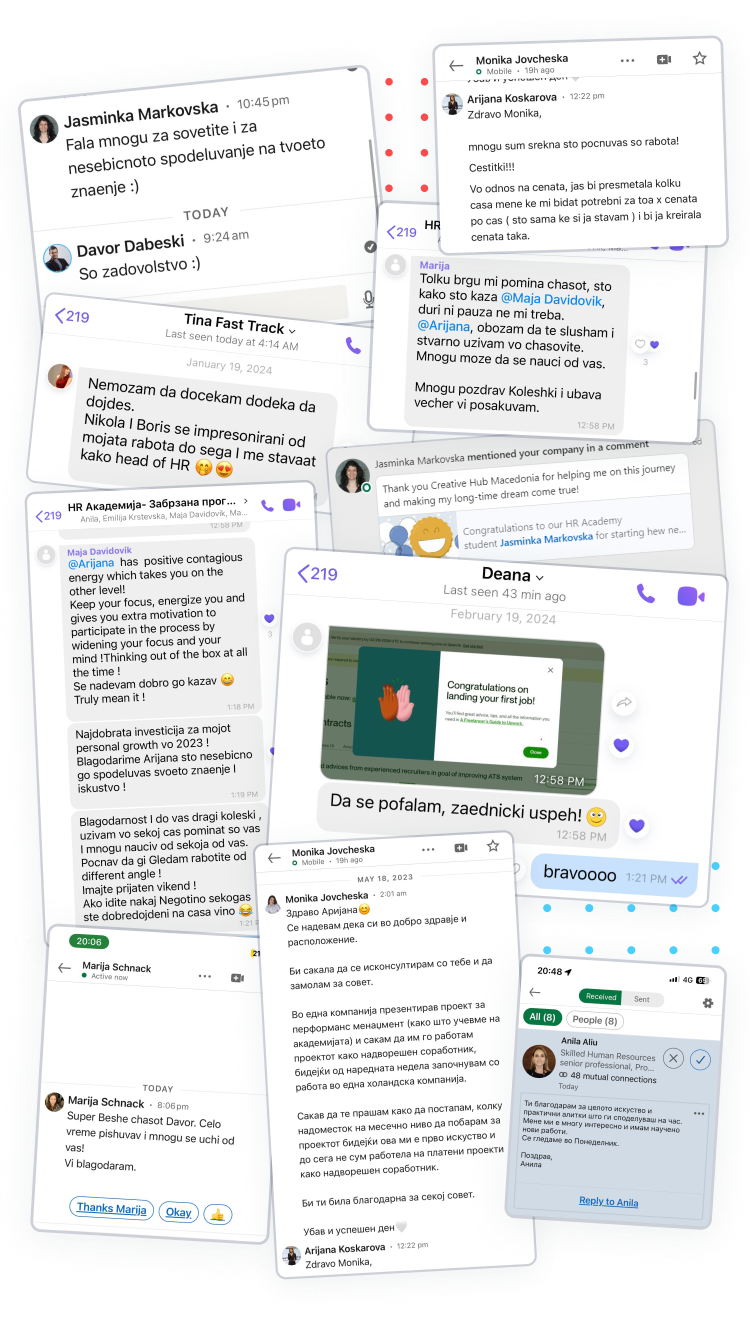 Jasminka Markovska · 10:45 pm
Fala mnogu za sovetite i za
nesebicnoto spodeluvanje na tvoeto
znaenje :)
TODAY
Davor Dabeski · 9:24 am
So zadovolstvo :)
Monika Jovcheska
Mobile · 19h ago
Убав и успешен ден
Arijana Koskarova · 12:22 pm
Zdravo Monika,
mnogu sum srekna sto pocnuvas so rabota!
Cestitki!!!
Vo odnos na cenata, jas bi presmetala kolku
casa mene ke mi bidat potrebni za toa x cenata
po cas ( sto sama ke si ja stavam ) i bi ja kreirala
cenata taka.
219
HR
Marija
Tolku brgu mi pomina chasot, sto
kako sto kaza @Maja Davidovik,
duri ni pauza ne mi treba.
@Arijana, obozam da te slusham i
stvarno uzivam vo chasovite.
Mnogu moze da se nauci od vas.
Mnogu pozdrav Koleshki i ubava
vecher vi posakuvam.
12:58 PM
3
219
Tina Fast Track
Last seen today at 4:14 AM
January 19, 2024
Nemozam da docekam dodeka da
dojdes.
Nikola I Boris se impresonirani od
mojata rabota do sega I me stavaat
kako head of HR 🤭😍
Jasminka Markovska mentioned your company in a comment
ed
Thank you Creative Hub Macedonia for helping me on this journey
and making my long-time dream come true!
Congratulations to our HR Academy
student Jasminka Markovska for starting hew ne...
219
HR Академија- Забрзана прог...
Anila, Emilija Krstevska, Maja Davidovik, Ma...
12:58 PM
Maja Davidovik
@Arijana has positive contagious
energy which takes you on the
other level!
Keep your focus, energize you and
gives you extra motivation to
participate in the process by
widening your focus and your
mind !Thinking out of the box at all
the time !
Se nadevam dobro go kazav 😄
Truly mean it !
1:18 PM
3
Najdobrata investicija za mojot
personal growth vo 2023 !
Blagodarime Arijana sto nesebicno
go spodeluvas svoeto znaenje I
iskustvo !
1:19 PM
Blagodarnost I do vas dragi koleski ,
uzivam vo sekoj cas pominat so vas
I mnogu nauciv od sekoja od vas.
Pocnav da gi Gledam rabotite od
different angle !
Imajte prijaten vikend !
Ako idite nakaj Negotino sekogas
ste dobredojdeni na casa vino 😂
1:21 P
219
Deana
Last seen 43 min ago
February 19, 2024
Congratulations on
landing your first job!
You'll find great advice, tips, and all the information you
need in A Freelancer's Guide to Upwork.
Close
able now:
ntracts
d advices from experienced recruiters in goal of improving ATS system
12:58 PM
Da se pofalam, zaednicki uspeh! 😊
12:58 PM
bravoooo 1:21 PM
Monika Jovcheska
Mobile · 19h ago
MAY 18, 2023
Monika Jovcheska · 2:01 am
Здраво Аријана😊
Се надевам дека си во добро здравје и
расположение.
Би сакала да се исконсултирам со тебе и да
замолам за совет.
Во една компанија презентирав проект за
перформанс менаџмент (како што учевме на
академијата) и сакам да им го работам
проектот како надворешен соработник,
бидејќи од наредната недела започнувам со
работа во една холандска компанија.
Сакав да те прашам како да постапам, колку
надоместок на месечно ниво да побарам за
проектот бидејќи ова ми е прво искуство и
до сега не сум работела на платени проекти
како надворешен соработник.
Би ти била благодарна за секој совет.
Убав и успешен ден🤍
Arijana Koskarova · 12:22 pm
Zdravo Monika,
20:06
21
Marija Schnack
Active now
TODAY
Marija Schnack · 8:06 pm
Super Beshe chasot Davor. Celo
vreme pishuvav i mnogu se uchi od
vas!
Vi blagodaram.
Thanks Marija
Okay
👍
20:48
4G
69
Received
Sent
All (8)
People (8)
Anila Aliu
Skilled Human Resources
senior professional, Pro...
48 mutual connections
Today
Ти благодарам за целото искуство и
практични алитки што ги споделуваш на час.
Мене ми е многу интересно и имам научено
нови работи.
Се гледаме во Понеделник.
Поздрав,
Анила
Reply to Anila